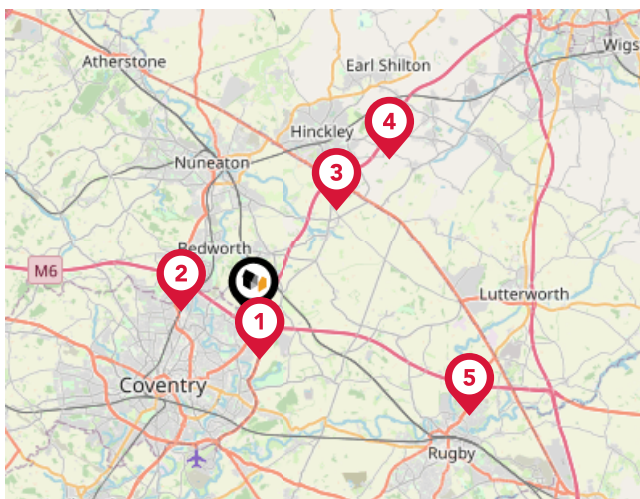 Wigs
Atherstone
Earl Shilton
4
Hinckley
Nuneaton
3
Bedworth
M6
2
Lutterworth
1
Coventry
5
Rugby